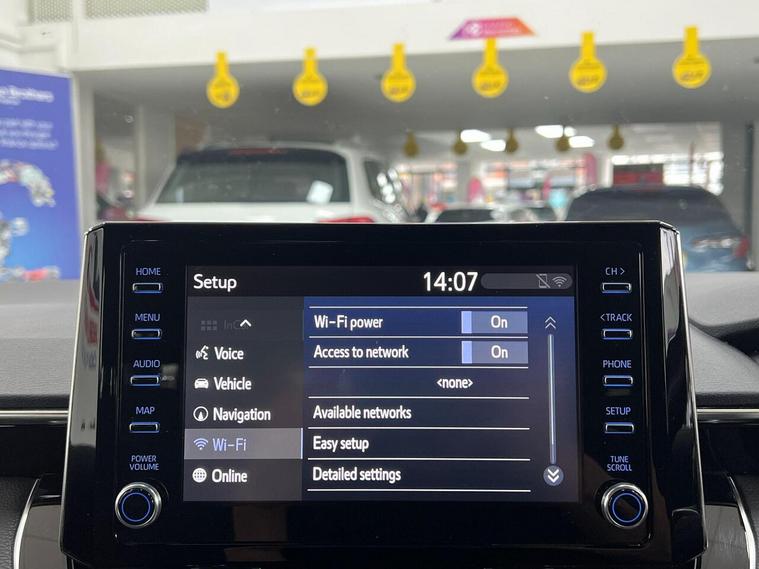 HOME
MENU
AUDIO
MAP
POWER
VOLUME
Setup
14:07
Voice
Vehicle
Navigation
Wi-Fi
Online
Wi-Fi power
On
Access to network
On
<none>
Available networks
Easy setup
Detailed settings
CH >
<TRACK
PHONE
SETUP
TUNE
SCROLL